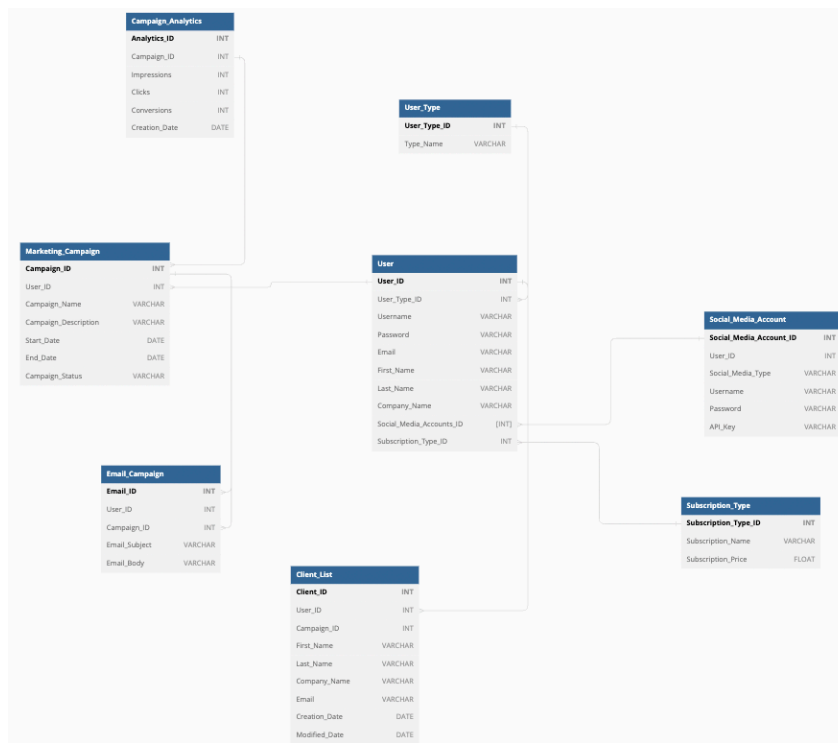 Campaign_Analytics
Analytics_ID INT
Campaign_ID INT
Impressions INT
Clicks INT
Conversions INT
Creation_Date DATE
User_Type
User_Type_ID INT
Type_Name VARCHAR
Marketing_Campaign
Campaign_ID INT
User_ID INT
Campaign_Name VARCHAR
Campaign_Description VARCHAR
Start_Date DATE
End_Date DATE
Campaign_Status VARCHAR
User
User_ID INT
User_Type_ID INT
Username VARCHAR
Password VARCHAR
Email VARCHAR
First_Name VARCHAR
Last_Name VARCHAR
Company_Name VARCHAR
Social_Media_Accounts_ID [INT]
Subscription_Type_ID INT
Social_Media_Account
Social_Media_Account_ID INT
User_ID INT
Social_Media_Type VARCHAR
Username VARCHAR
Password VARCHAR
API_Key VARCHAR
Email_Campaign
Email_ID INT
User_ID INT
Campaign_ID INT
Email_Subject VARCHAR
Email_Body VARCHAR
Subscription_Type
Subscription_Type_ID INT
Subscription_Name VARCHAR
Subscription_Price FLOAT
Client_List
Client_ID INT
User_ID INT
Campaign_ID INT
First_Name VARCHAR
Last_Name VARCHAR
Company_Name VARCHAR
Email VARCHAR
Creation_Date DATE
Modified_Date DATE